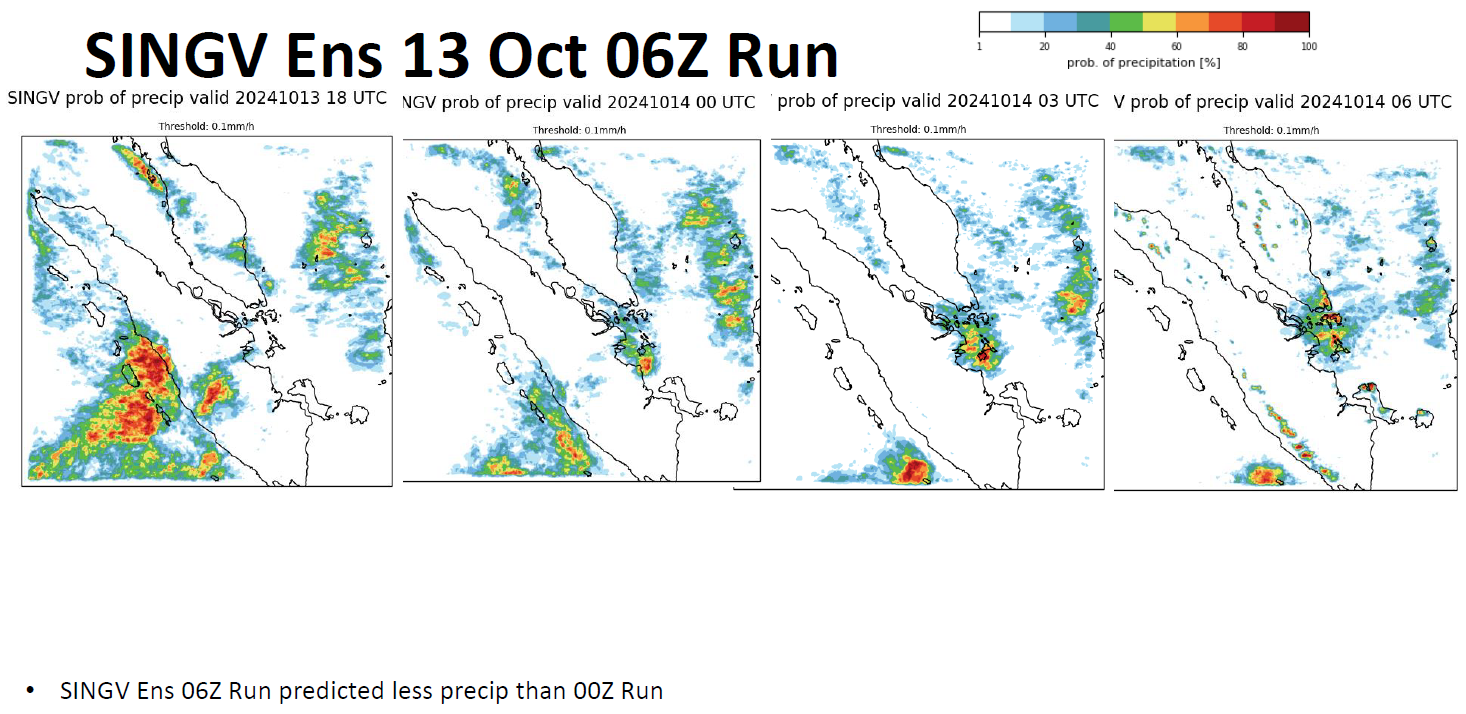 SINGV Ens 13 Oct 06Z Run
1 20 40 60 80 100
prob. of precipitation [%]
SINGV prob of precip valid 20241013 18 UTC
NGV prob of precip valid 20241014 00 UTC
prob of precip valid 20241014 03 UTC
V prob of precip valid 20241014 06 UTC
Threshold: 0.1mm/h
Threshold: 0.1mm/h
Threshold: 0.1mm/h
Threshold: 0.1mm/h
• SINGV Ens 06Z Run predicted less precip than 00Z Run